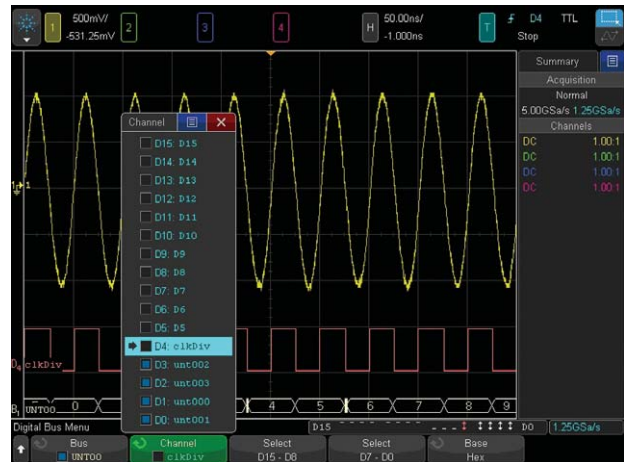 1 500mV/ 2 3 4 H 50.00ns/ T D4 TTL
-531.25mV -1.000ns Stop
Summary
Acquisition
Normal
5.00GSa/s 1.25GSa/s
Channels
DC 1.00:1
DC 1.00:1
DC 1.00:1
DC 1.00:1
Channel
D15: D15
D14: D14
D13: D13
D12: D12
D11: D11
D10: D10
D9: D9
D8: D8
D7: D7
D6: D6
D5: D5
D4: clkDiv
D3: unt002
D2: unt003
D1: unt000
D0: unt001
1
D4 clkDiv
B1 UNT00 0 4 5 6 7 8 9
Digital Bus Menu D15 D0 1.25GSa/s
Bus Channel Select Select Base
UNT00 clkDiv D15 - D8 D7 - D0 Hex